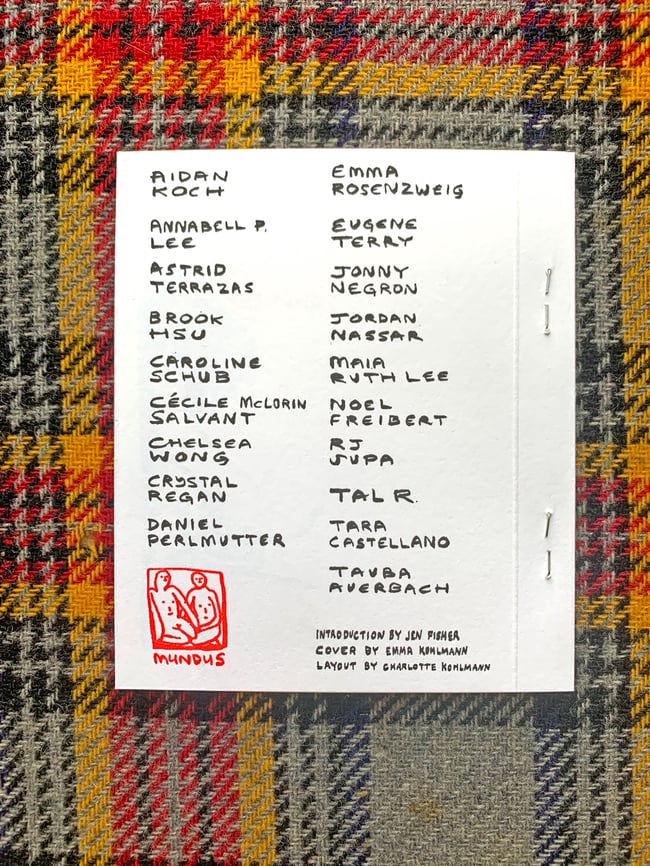 AIDAN
KOCH
ANNABELL P.
LEE
ASTRID
TERRAZAS
BROOK
HSU
CAROLINE
SCHUB
CÉCILE McLORIN
SALVANT
CHELSEA
WONG
CRYSTAL
REGAN
DANIEL
PERLMUTTER
MUNDUS
EMMA
ROSENZWEIG
EUGENE
TERRY
JONNY
NEGRON
JORDAN
NASSAR
MAIA
RUTH LEE
NOEL
FREIBERT
RJ
SUPA
TAL R.
TARA
CASTELLANO
TAUBA
AUERBACH
INTRODUCTION BY JEN FISHER
COVER BY EMMA KOHLMANN
LAYOUT BY CHARLOTTE KOHLMANN